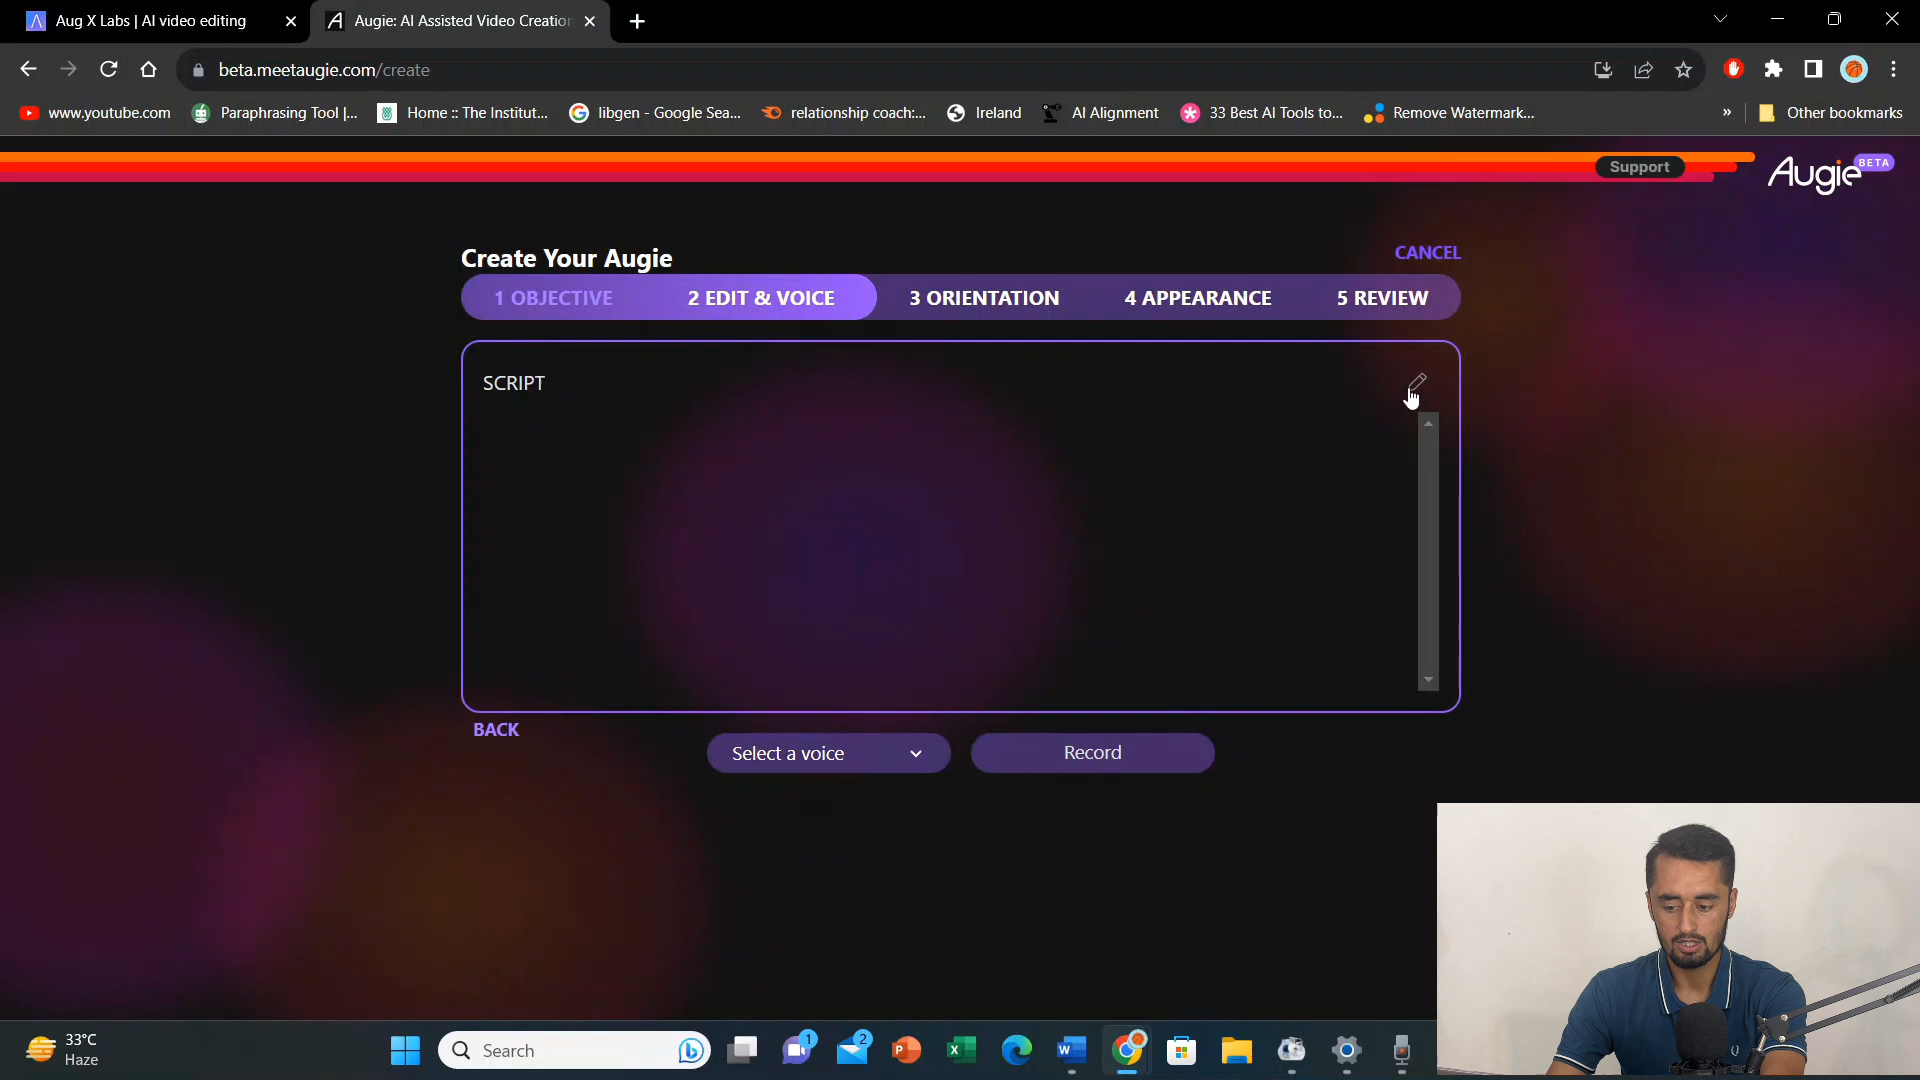 Aug X Labs | AI video editing
Augie: AI Assisted Video Creation
beta.meetaugie.com/create
www.youtube.com
Paraphrasing Tool |...
Home :: The Institut...
libgen - Google Sea...
relationship coach:...
Ireland
AI Alignment
33 Best AI Tools to...
Remove Watermark...
»
Other bookmarks
Support
Augie BETA
Create Your Augie
CANCEL
1 OBJECTIVE
2 EDIT & VOICE
3 ORIENTATION
4 APPEARANCE
5 REVIEW
SCRIPT
BACK
Select a voice
Record
33°C
Haze
Search
1
2